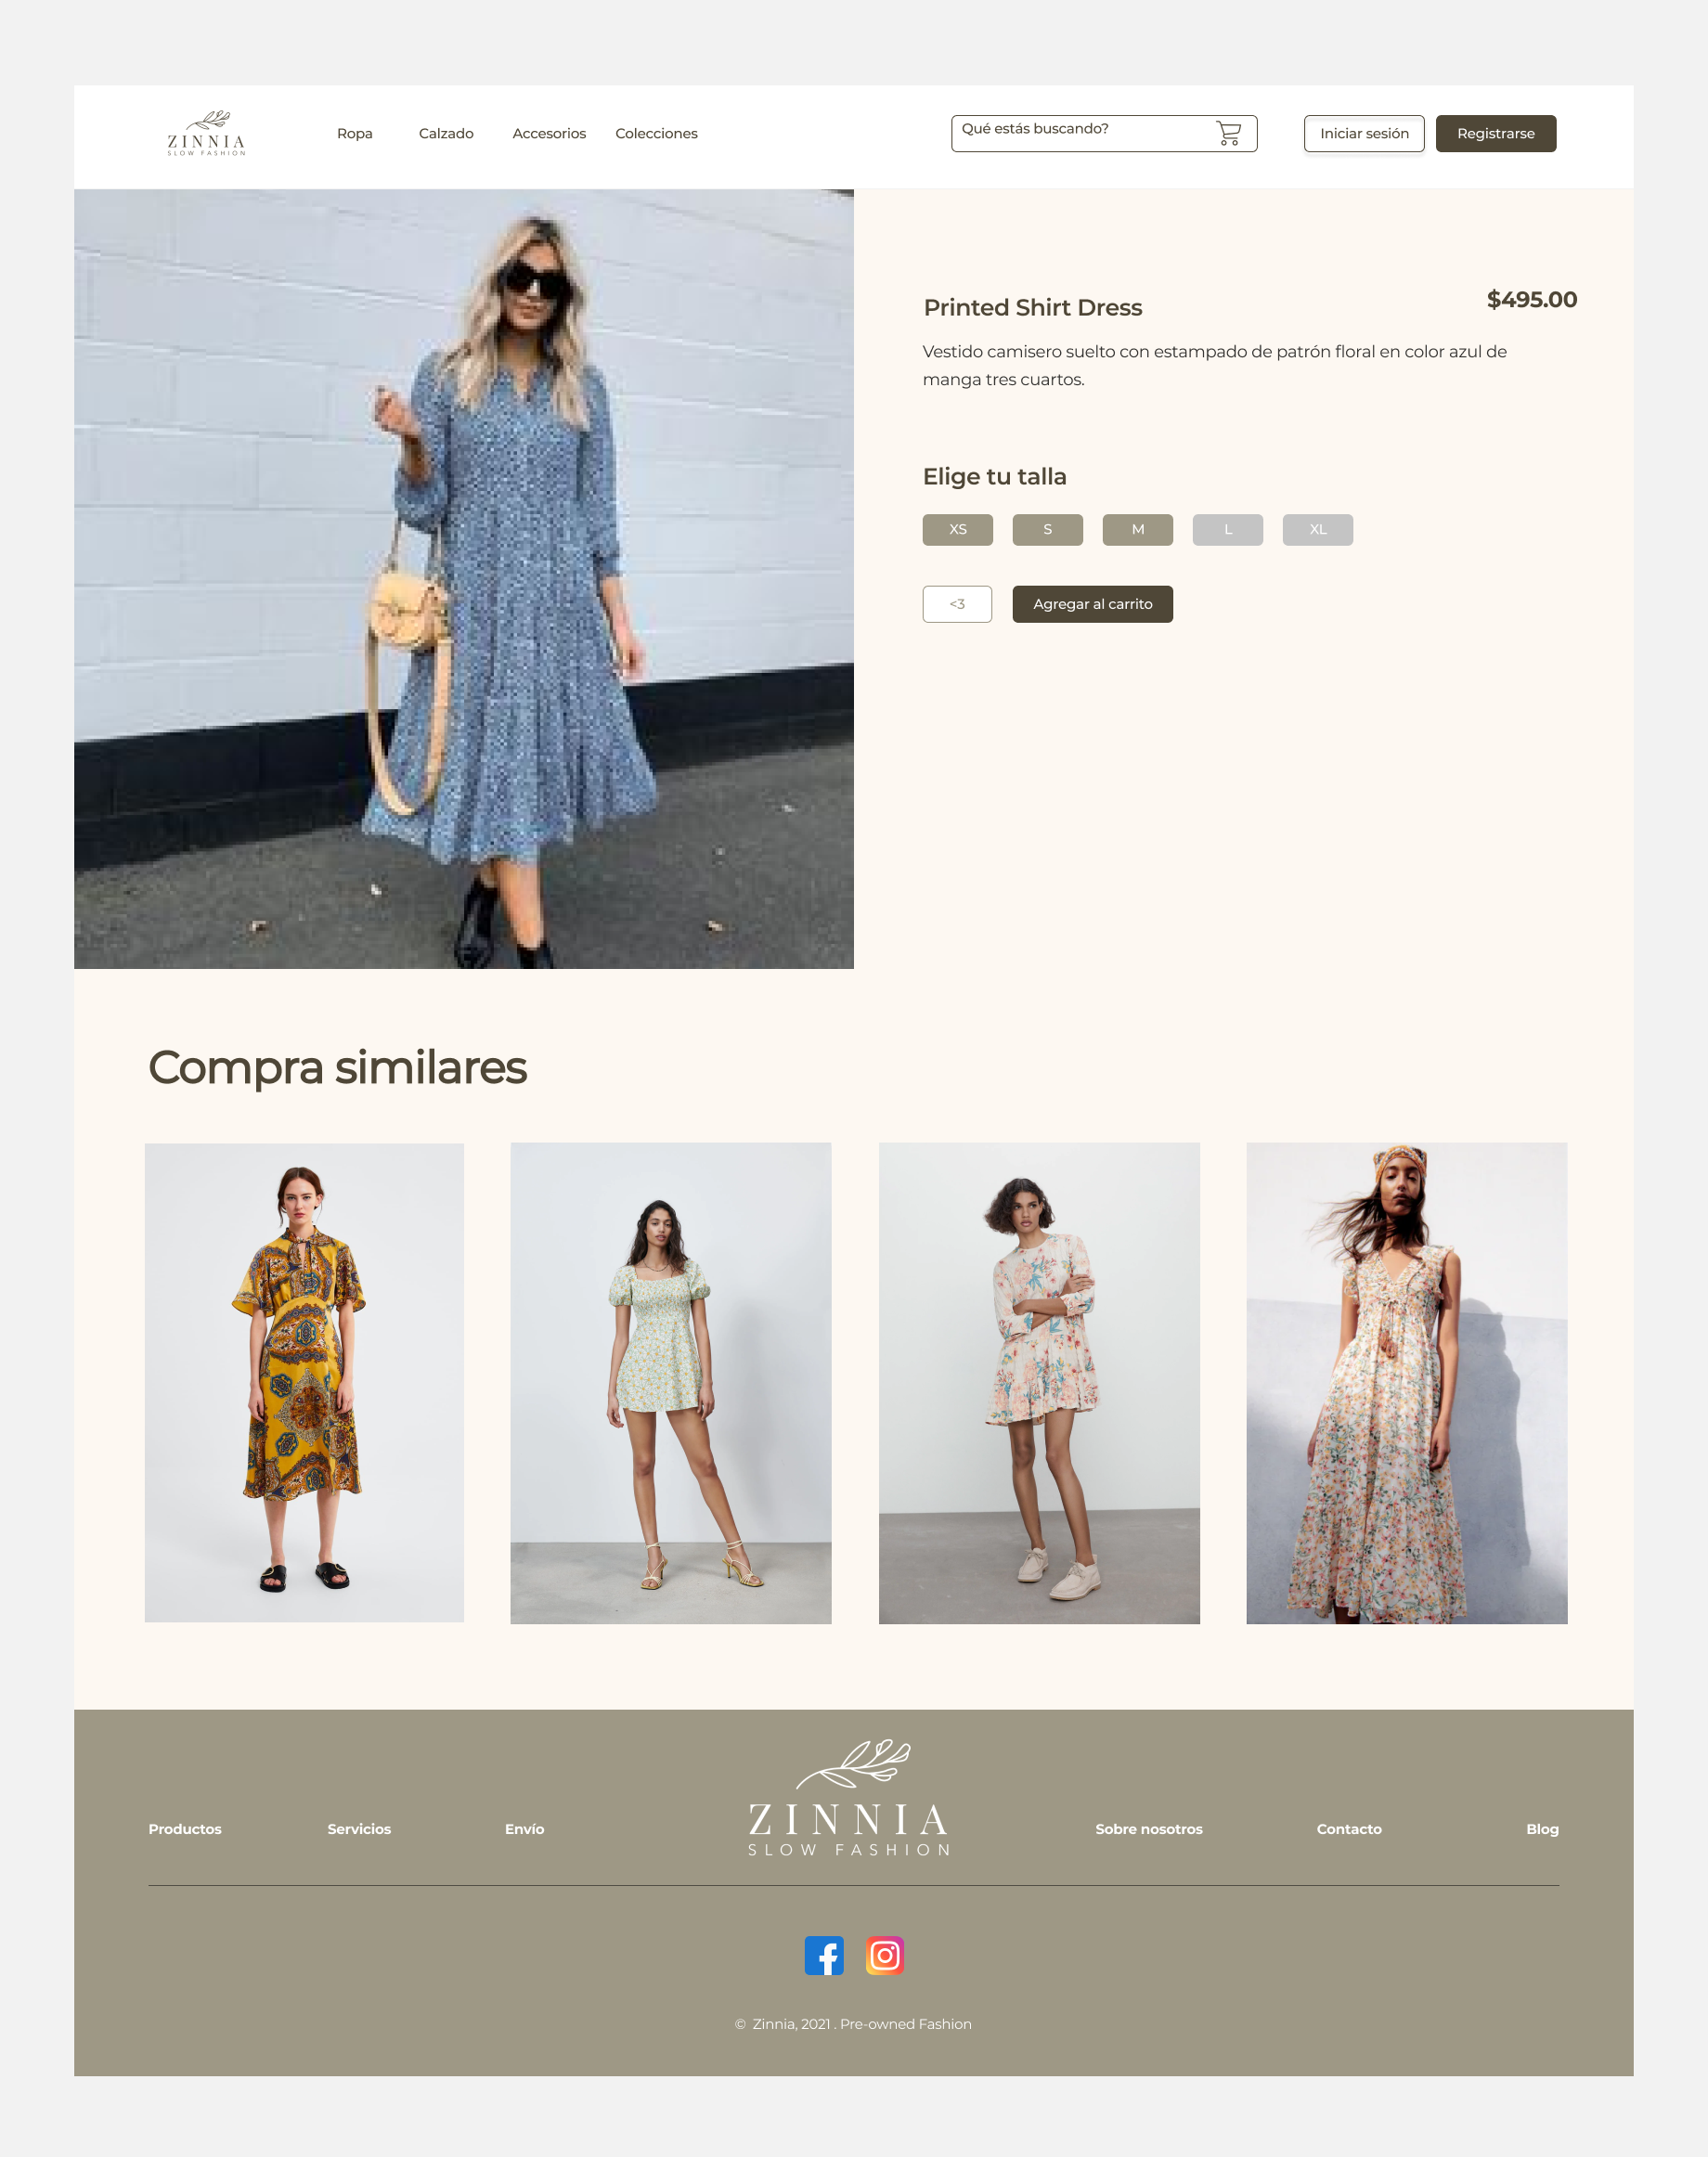 ZINNIA
SLOW FASHION
Ropa
Calzado
Accesorios
Colecciones
Qué estás buscando?
Iniciar sesión
Registrarse
Printed Shirt Dress
$495.00
Vestido camisero suelto con estampado de patrón floral en color azul de
manga tres cuartos.
Elige tu talla
XS
S
M
L
XL
<3
Agregar al carrito
Compra similares
Productos
Servicios
Envío
ZINNIA
SLOW FASHION
Sobre nosotros
Contacto
Blog
© Zinnia, 2021 . Pre-owned Fashion